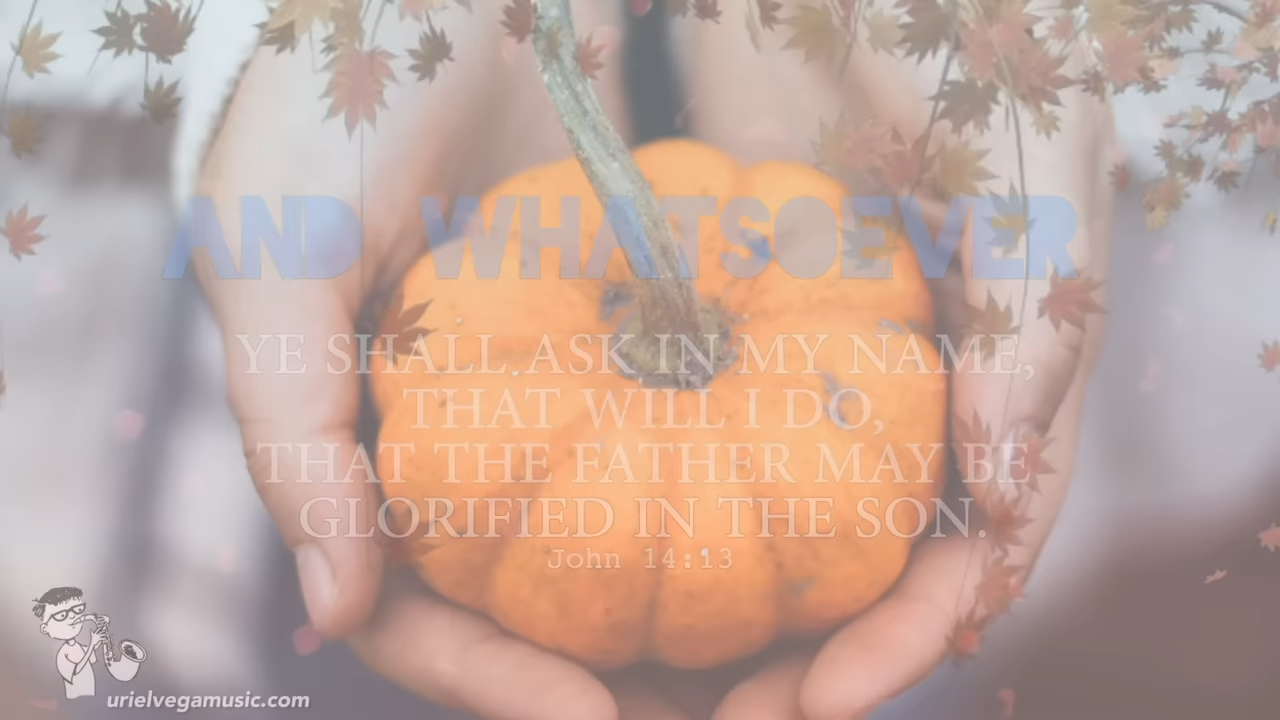 AND WHATSOEVER
YE SHALL ASK IN MY NAME,
THAT WILL I DO,
THAT THE FATHER MAY BE
GLORIFIED IN THE SON.
John 14:13
urielvegamusic.com